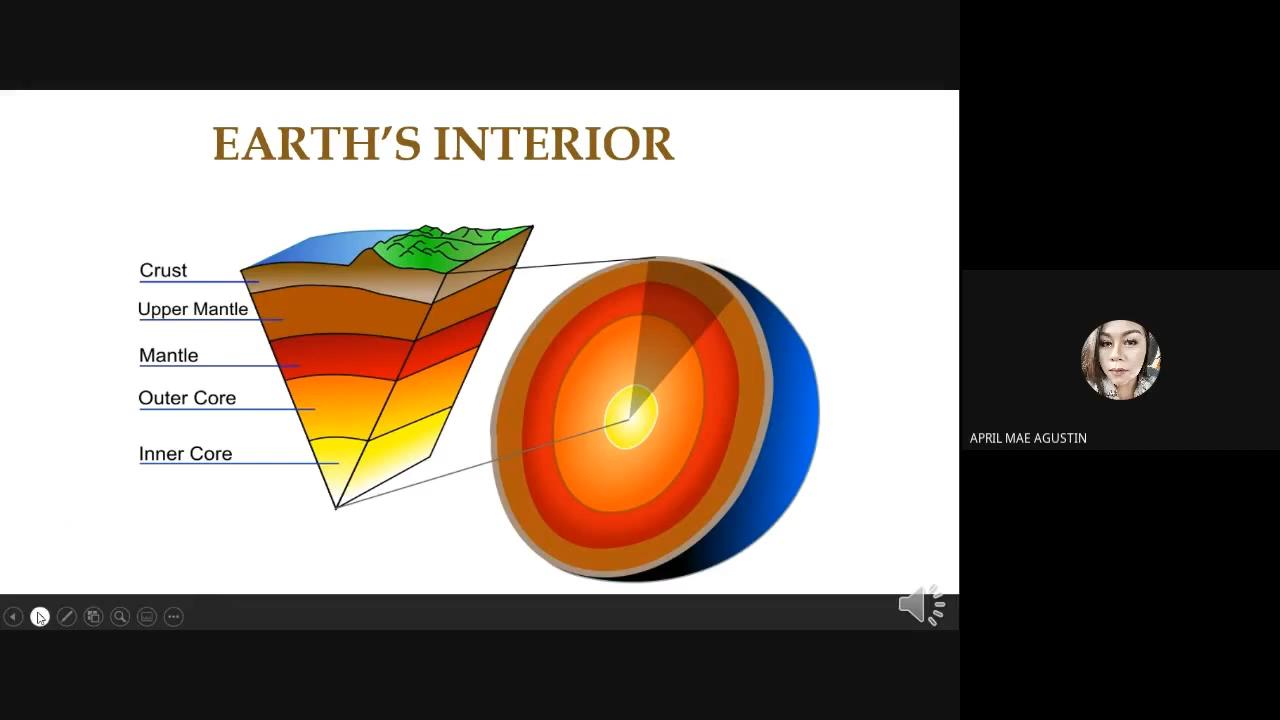 EARTH’S INTERIOR
Crust
Upper Mantle
Mantle
Outer Core
Inner Core
APRIL MAE AGUSTIN